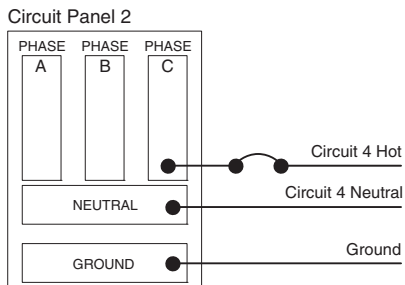 Circuit Panel 2
PHASE PHASE PHASE
A B C
Circuit 4 Hot
Circuit 4 Neutral
NEUTRAL
Ground
GROUND